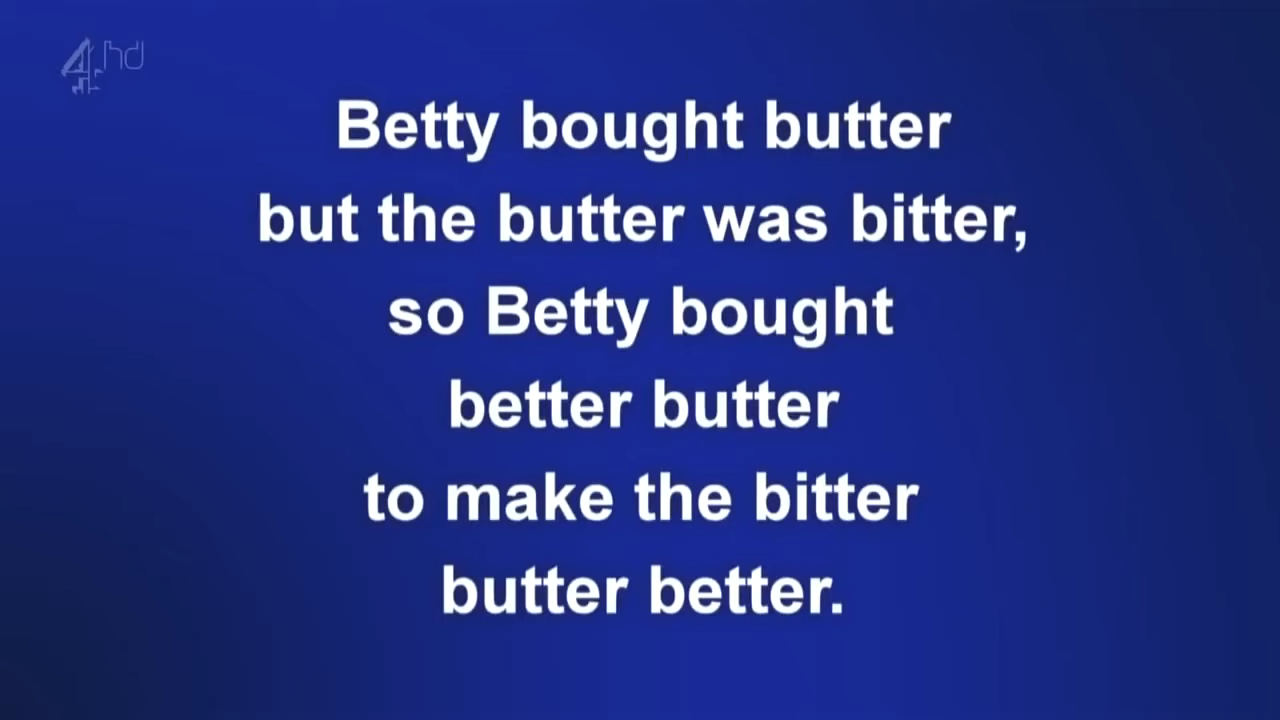 4hd
Betty bought butter
but the butter was bitter,
so Betty bought
better butter
to make the bitter
butter better.